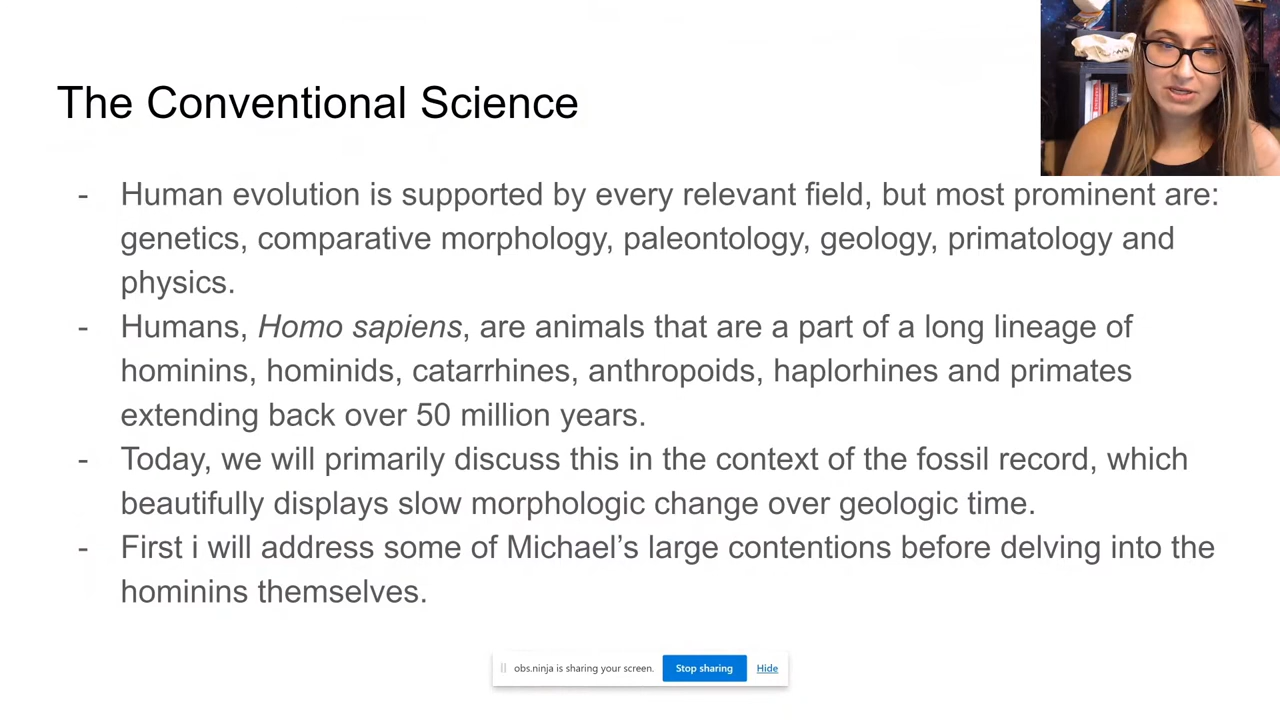 The Conventional Science
- Human evolution is supported by every relevant field, but most prominent are:
genetics, comparative morphology, paleontology, geology, primatology and
physics.
- Humans, Homo sapiens, are animals that are a part of a long lineage of
hominins, hominids, catarrhines, anthropoids, haplorhines and primates
extending back over 50 million years.
- Today, we will primarily discuss this in the context of the fossil record, which
beautifully displays slow morphologic change over geologic time.
- First i will address some of Michael’s large contentions before delving into the
hominins themselves.
obs.ninja is sharing your screen. Stop sharing Hide